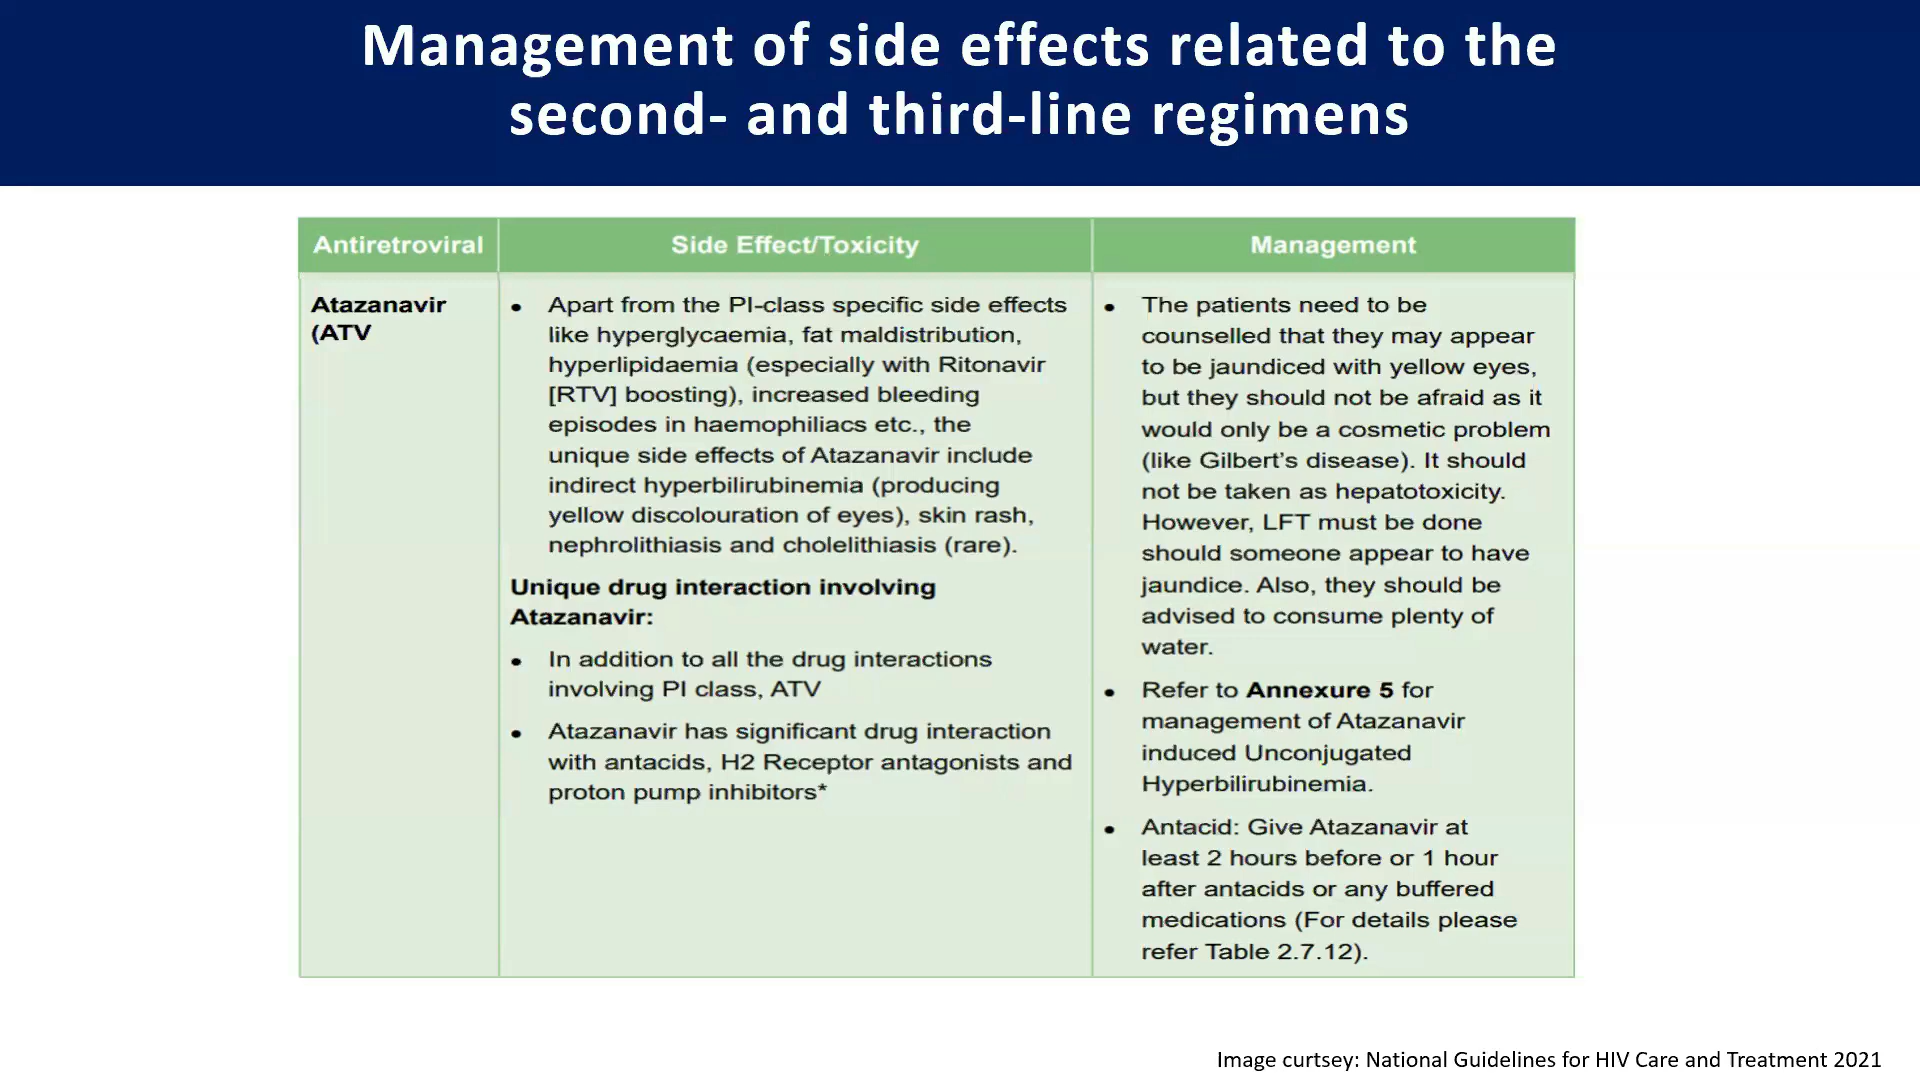 Management of side effects related to the
second- and third-line regimens
Antiretroviral
Side Effect/Toxicity
Management
Atazanavir
(ATV
• Apart from the PI-class specific side effects
like hyperglycaemia, fat maldistribution,
hyperlipidaemia (especially with Ritonavir
[RTV] boosting), increased bleeding
episodes in haemophiliacs etc., the
unique side effects of Atazanavir include
indirect hyperbilirubinemia (producing
yellow discolouration of eyes), skin rash,
nephrolithiasis and cholelithiasis (rare).
Unique drug interaction involving
Atazanavir:
• In addition to all the drug interactions
involving PI class, ATV
• Atazanavir has significant drug interaction
with antacids, H2 Receptor antagonists and
proton pump inhibitors*
• The patients need to be
counselled that they may appear
to be jaundiced with yellow eyes,
but they should not be afraid as it
would only be a cosmetic problem
(like Gilbert’s disease). It should
not be taken as hepatotoxicity.
However, LFT must be done
should someone appear to have
jaundice. Also, they should be
advised to consume plenty of
water.
• Refer to Annexure 5 for
management of Atazanavir
induced Unconjugated
Hyperbilirubinemia.
• Antacid: Give Atazanavir at
least 2 hours before or 1 hour
after antacids or any buffered
medications (For details please
refer Table 2.7.12).
Image curtsey: National Guidelines for HIV Care and Treatment 2021